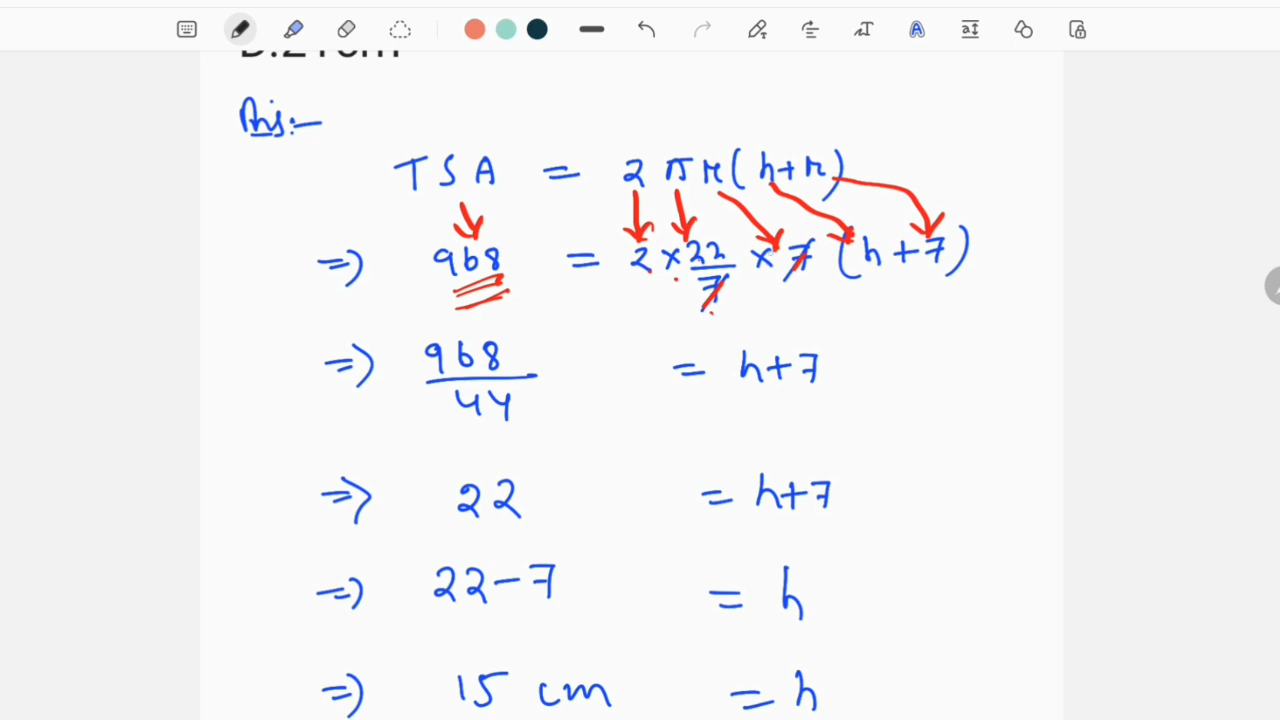 Ans:-
TSA = 2πr(h+r)
=> 968 = 2 × 22/7 × 7 (h+7)
=> 968/44 = h+7
=> 22 = h+7
=> 22-7 = h
=> 15 cm = h